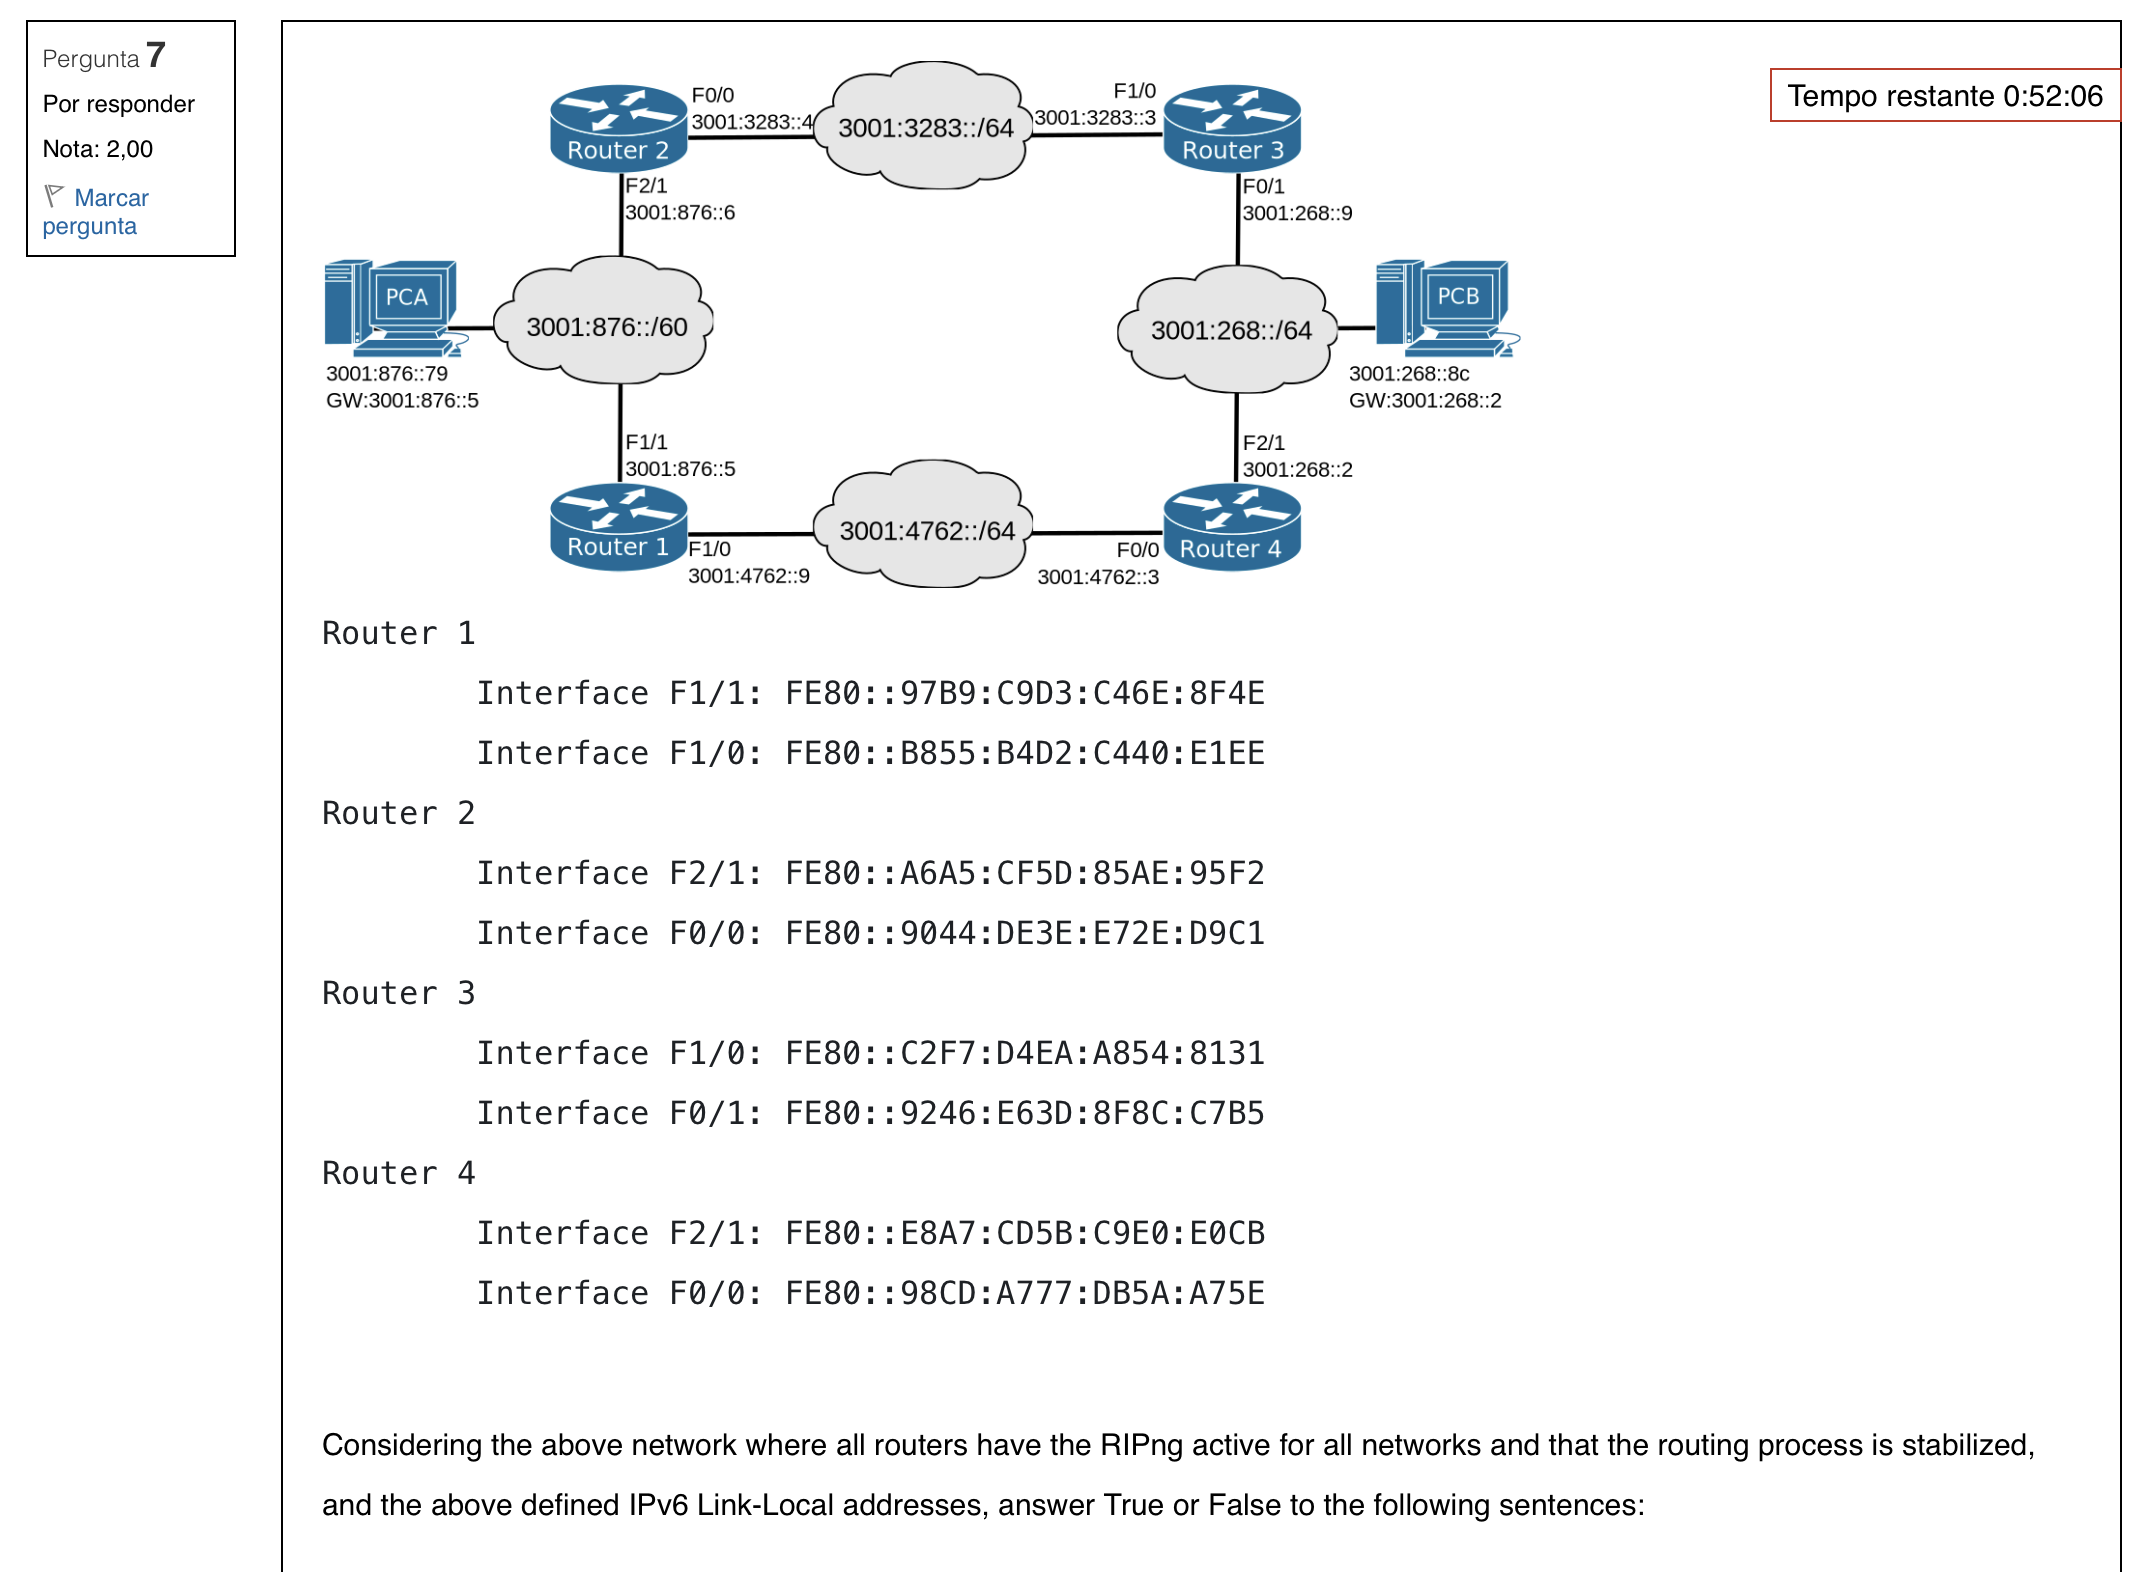 Pergunta 7
Por responder
Nota: 2,00
Marcar
pergunta
Tempo restante 0:52:06
F0/0
3001:3283::4
3001:3283::/64
F1/0
3001:3283::3
Router 2
Router 3
F2/1
3001:876::6
F0/1
3001:268::9
PCA
3001:876::/60
3001:268::/64
PCB
3001:876::79
GW:3001:876::5
3001:268::8c
GW:3001:268::2
F1/1
3001:876::5
F2/1
3001:268::2
Router 1
3001:4762::/64
Router 4
F1/0
3001:4762::9
F0/0
3001:4762::3
Router 1
Interface F1/1: FE80::97B9:C9D3:C46E:8F4E
Interface F1/0: FE80::B855:B4D2:C440:E1EE
Router 2
Interface F2/1: FE80::A6A5:CF5D:85AE:95F2
Interface F0/0: FE80::9044:DE3E:E72E:D9C1
Router 3
Interface F1/0: FE80::C2F7:D4EA:A854:8131
Interface F0/1: FE80::9246:E63D:8F8C:C7B5
Router 4
Interface F2/1: FE80::E8A7:CD5B:C9E0:E0CB
Interface F0/0: FE80::98CD:A777:DB5A:A75E
Considering the above network where all routers have the RIPng active for all networks and that the routing process is stabilized,
and the above defined IPv6 Link-Local addresses, answer True or False to the following sentences: